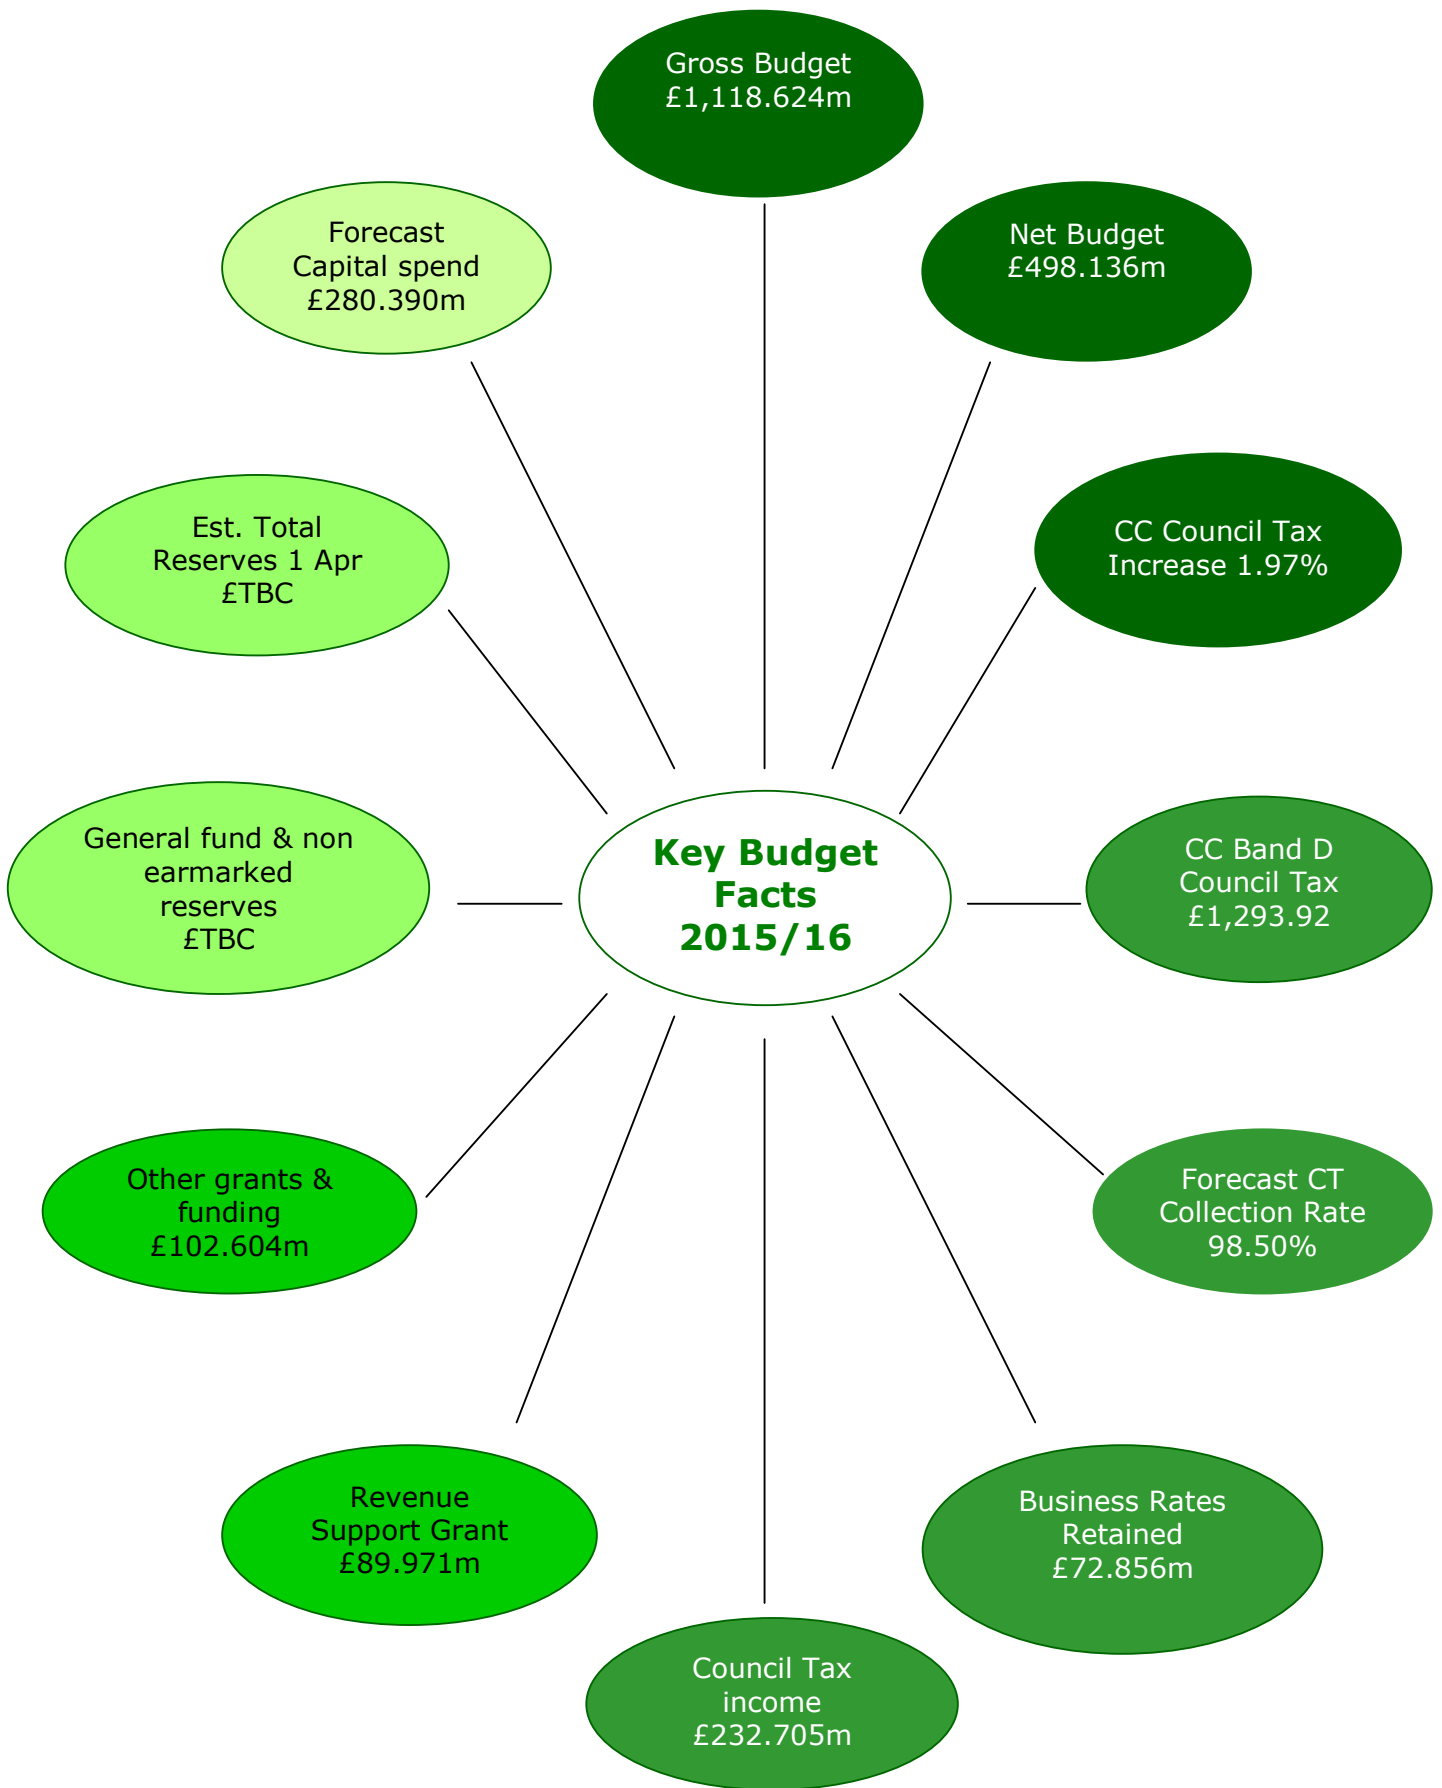 Gross Budget
£1,118.624m
Forecast
Capital spend
£280.390m
Net Budget
£498.136m
Est. Total
Reserves 1 Apr
£TBC
CC Council Tax
Increase 1.97%
General fund & non
earmarked
reserves
£TBC
Key Budget
Facts
2015/16
CC Band D
Council Tax
£1,293.92
Other grants &
funding
£102.604m
Forecast CT
Collection Rate
98.50%
Revenue
Support Grant
£89.971m
Business Rates
Retained
£72.856m
Council Tax
income
£232.705m